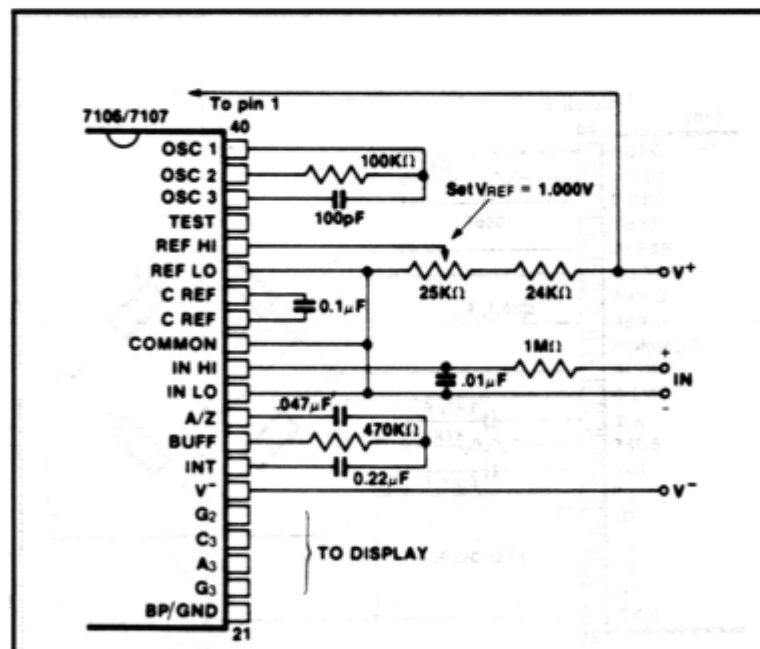 To pin 1
7106/7107
40
OSC 1
100KΩ
OSC 2
OSC 3
100pF
Set VREF = 1.000V
TEST
REF HI
REF LO
25KΩ
24KΩ
V+
C REF
0.1µF
C REF
COMMON
1MΩ
IN HI
+
.01µF
IN
IN LO
-
.047µF
A/Z
BUFF
470KΩ
INT
0.22µF
V-
V-
G2
C3
TO DISPLAY
A3
G3
BP/GND
21